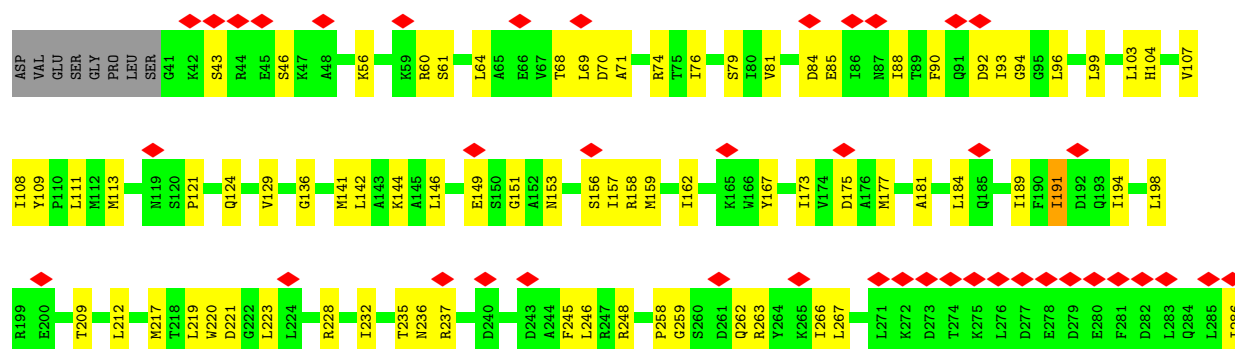 ASP VAL GLU SER GLY PRO LEU SER G41 K42 S43 R44 E45 S46 K47 A48 K56 K59 R60 S61 L64 A65 E66 V67 T68 L69 D70 A71 R74 T75 I76 S79 I80 V81 D84 E85 I86 N87 I88 T89 F90 Q91 D92 I93 G94 G95 L96 L99 L103 H104 V107
I108 Y109 P110 L111 M112 M113 N119 S120 P121 Q124 V129 G136 M141 L142 A143 K144 A145 L146 E149 S150 G151 A152 N153 S156 I157 R158 M159 I162 K165 W166 Y167 I173 V174 D175 A176 M177 A181 L184 Q185 I189 F190 I191 D192 Q193 I194 L198
R199 E200 T209 L212 M217 T218 L219 W220 D221 G222 L223 L224 R228 I232 T235 N236 R237 D240 D243 A244 F245 L246 R247 R248 P258 G259 S260 D261 Q262 R263 Y264 K265 I266 L267 L271 K272 D273 T274 K275 L276 D277 E278 D279 E280 F281 D282 L283 Q284 L285 I286